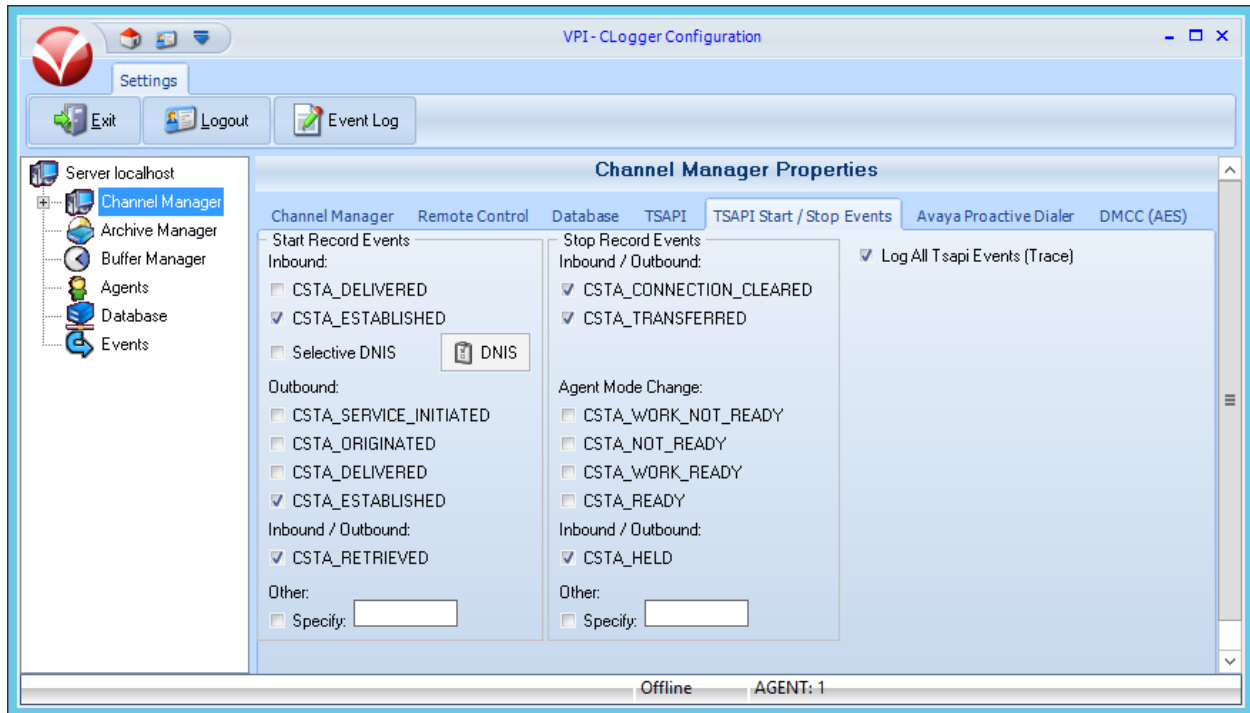 VPI- CLogger Configuration
Settings
Exit Logout Event Log
Server localhost
Channel Manager
Archive Manager
Buffer Manager
Agents
Database
Events
Channel Manager Properties
Channel Manager Remote Control Database TSAPI TSAPI Start / Stop Events Avaya Proactive Dialer DMCC (AES)
Start Record Events
Inbound:
CSTA_DELIVERED
CSTA_ESTABLISHED
Selective DNIS DNIS
Outbound:
CSTA_SERVICE_INITIATED
CSTA_ORIGINATED
CSTA_DELIVERED
CSTA_ESTABLISHED
Inbound / Outbound:
CSTA_RETRIEVED
Other:
Specify:
Stop Record Events
Inbound / Outbound:
CSTA_CONNECTION_CLEARED
CSTA_TRANSFERRED
Agent Mode Change:
CSTA_WORK_NOT_READY
CSTA_NOT_READY
CSTA_WORK_READY
CSTA_READY
Inbound / Outbound:
CSTA_HELD
Other:
Specify:
Log All Tsapi Events (Trace)
Offline AGENT: 1